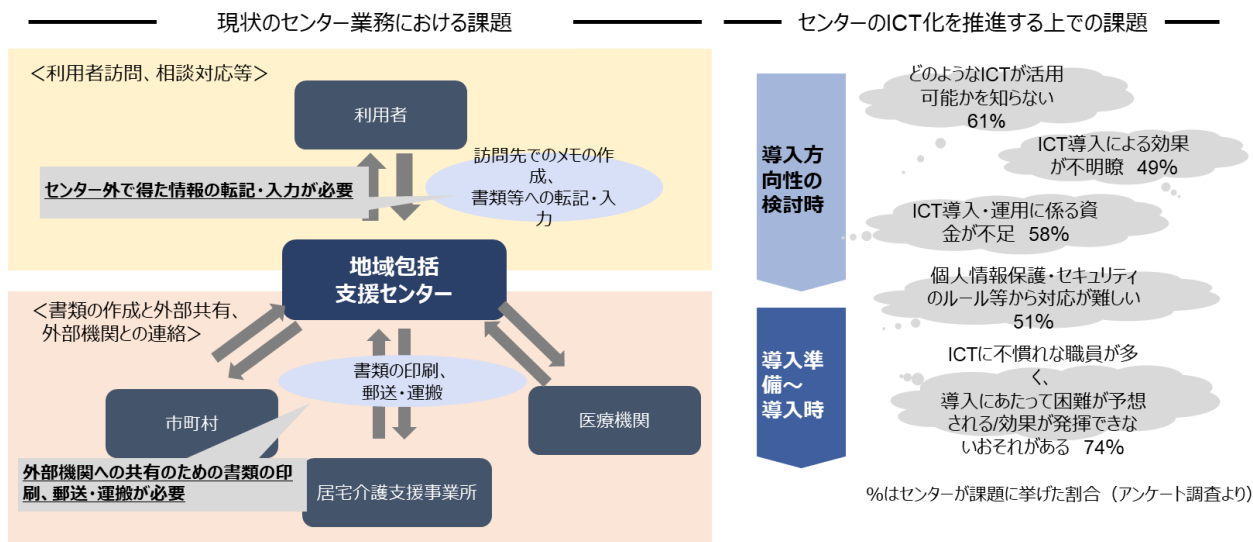 現状のセンター業務における課題
＜利用者訪問、相談対応等＞
利用者
センター外で得た情報の転記・入力が必要
訪問先でのメモの作
成、
書類等への転記・入
力
地域包括
支援センター
＜書類の作成と外部共有、
外部機関との連絡＞
書類の印刷、
郵送・運搬
市町村
医療機関
外部機関への共有のための書類の印
刷、郵送・運搬が必要
居宅介護支援事業所
センターのICT化を推進する上での課題
導入方
向性の
検討時
どのようなICTが活用
可能かを知らない
61%
ICT導入による効果
が不明瞭 49%
ICT導入・運用に係る資
金が不足 58%
個人情報保護・セキュリティ
のルール等から対応が難しい
51%
導入準
備～
導入時
ICTに不慣れな職員が多
く、
導入にあたって困難が予想
される/効果が発揮できな
いおそれがある 74%
%はセンターが課題に挙げた割合（アンケート調査より)